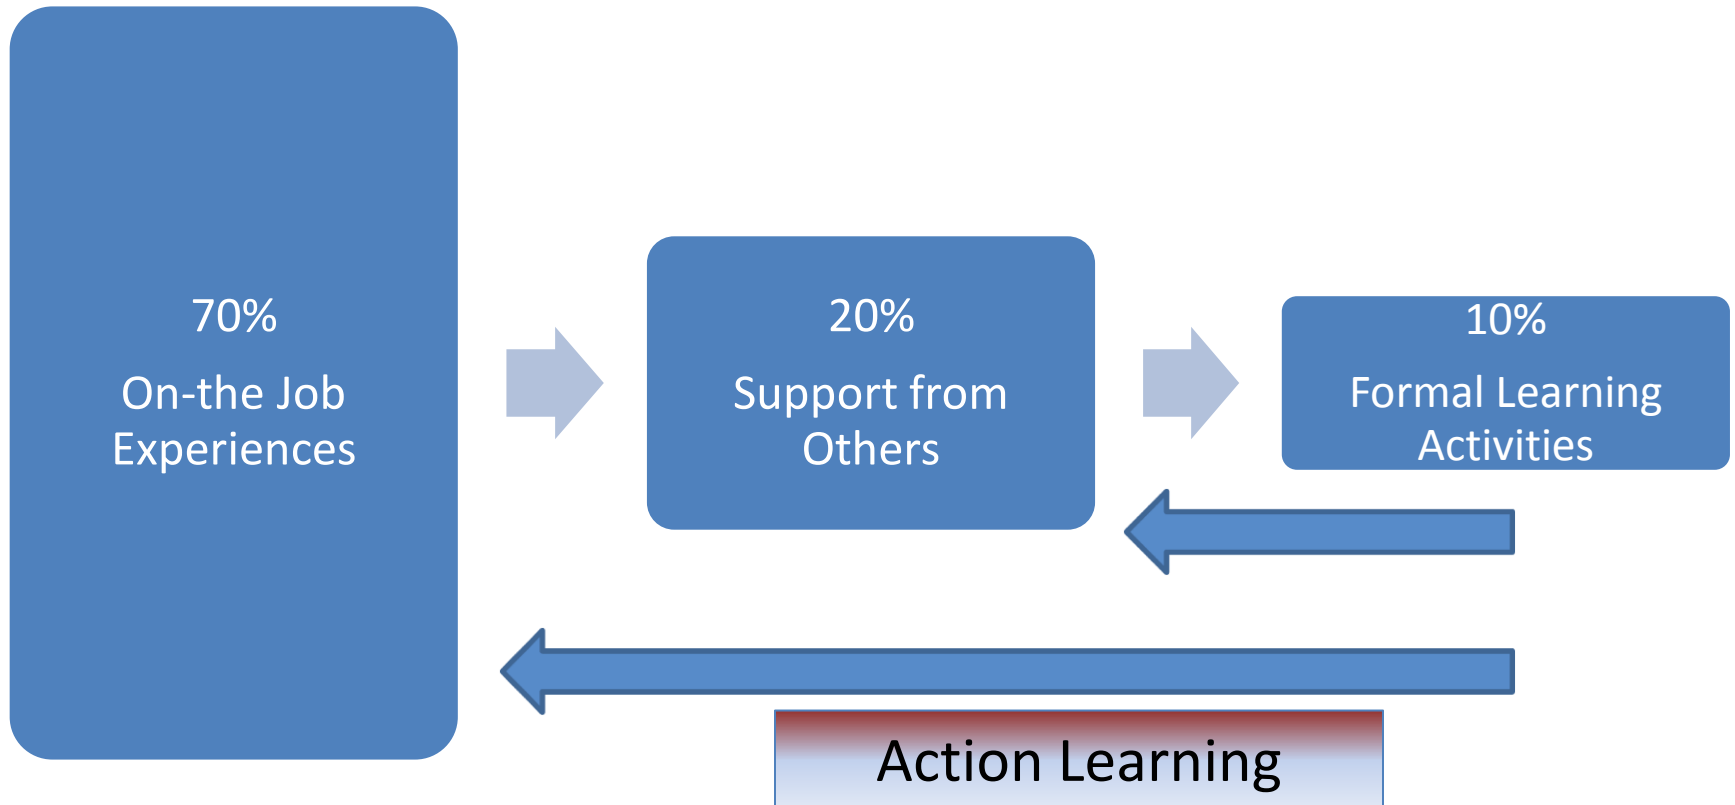 70%
On-the Job
Experiences
20%
Support from
Others
10%
Formal Learning
Activities
Action Learning